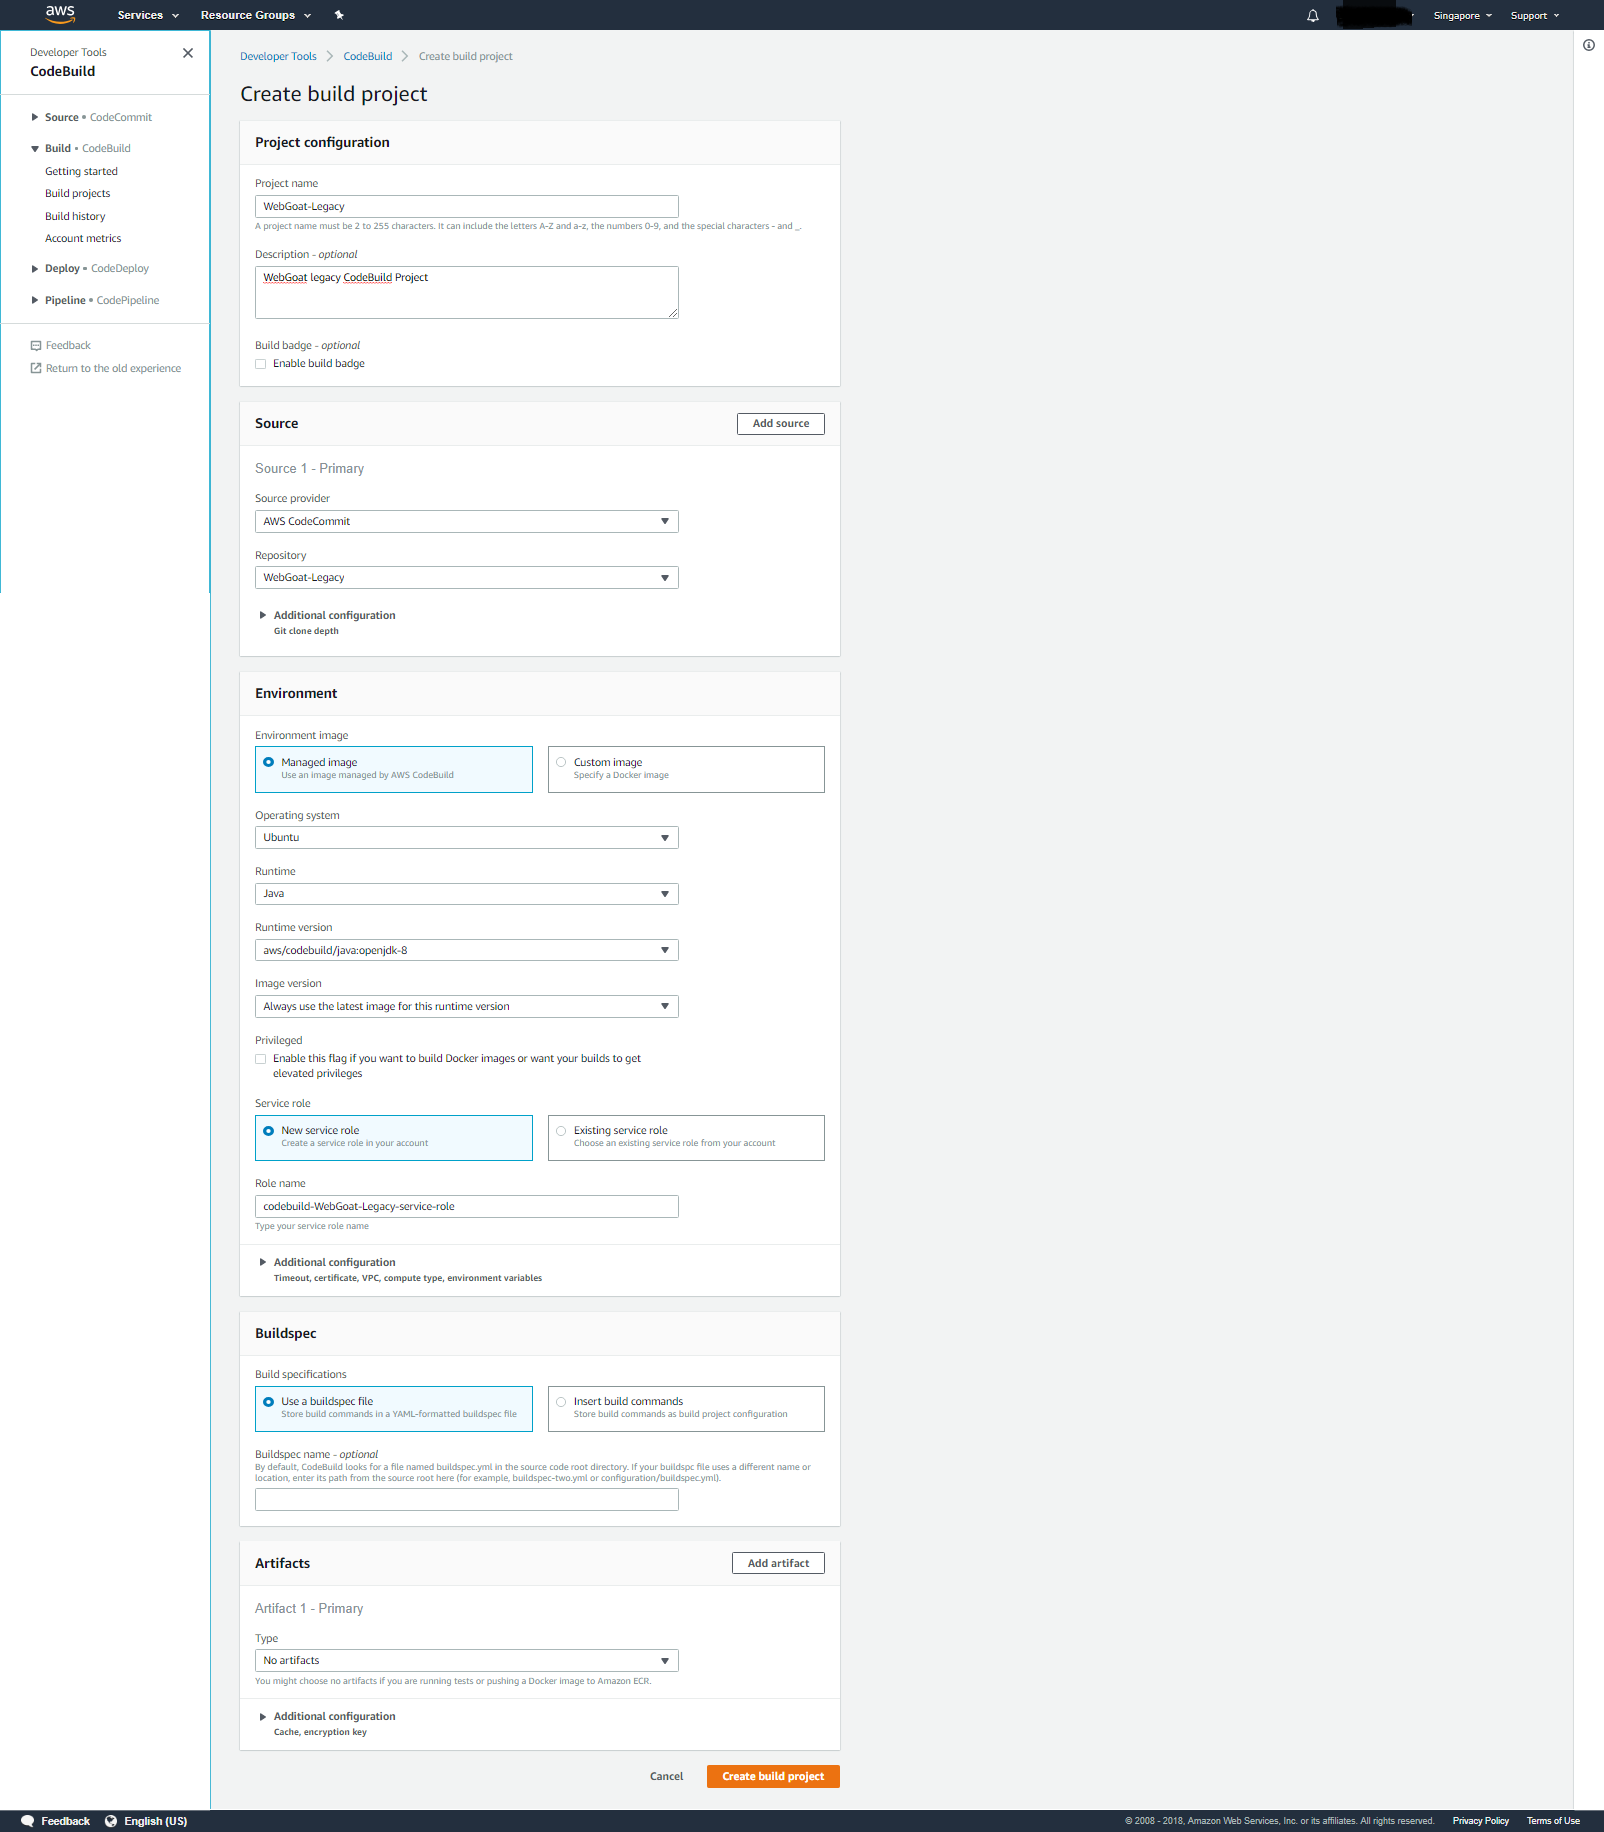 aws
Services
Resource Groups
Singapore
Support
Developer Tools
CodeBuild
Source • CodeCommit
Build • CodeBuild
Getting started
Build projects
Build history
Account metrics
Deploy • CodeDeploy
Pipeline • CodePipeline
Feedback
Return to the old experience
Developer Tools
CodeBuild
Create build project
Create build project
Project configuration
Project name
WebGoat-Legacy
A project name must be 2 to 255 characters. It can include the letters A-Z and a-z, the numbers 0-9, and the special characters - and _.
Description - optional
WebGoat legacy CodeBuild Project
Build badge - optional
Enable build badge
Source
Add source
Source 1 - Primary
Source provider
AWS CodeCommit
Repository
WebGoat-Legacy
Additional configuration
Git clone depth
Environment
Environment image
Managed image
Use an image managed by AWS CodeBuild
Custom image
Specify a Docker image
Operating system
Ubuntu
Runtime
Java
Runtime version
aws/codebuild/java:openjdk-8
Image version
Always use the latest image for this runtime version
Privileged
Enable this flag if you want to build Docker images or want your builds to get
elevated privileges
Service role
New service role
Create a service role in your account
Existing service role
Choose an existing service role from your account
Role name
codebuild-WebGoat-Legacy-service-role
Type your service role name
Additional configuration
Timeout, certificate, VPC, compute type, environment variables
Buildspec
Build specifications
Use a buildspec file
Store build commands in a YAML-formatted buildspec file
Insert build commands
Store build commands as build project configuration
Buildspec name - optional
By default, CodeBuild looks for a file named buildspec.yml in the source code root directory. If your buildspc file uses a different name or
location, enter its path from the source root here (for example, buildspec-two.yml or configuration/buildspec.yml).
Artifacts
Add artifact
Artifact 1 - Primary
Type
No artifacts
You might choose no artifacts if you are running tests or pushing a Docker image to Amazon ECR.
Additional configuration
Cache, encryption key
Cancel
Create build project
Feedback
English (US)
© 2008 - 2018, Amazon Web Services, Inc. or its affiliates. All rights reserved.
Privacy Policy
Terms of Use